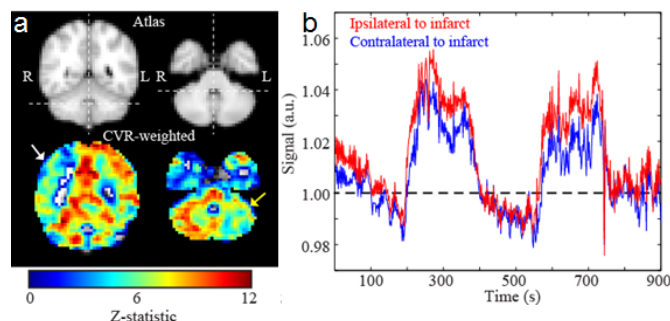 a
Atlas
R L R L
CVR-weighted
0 12
Z-statistic
b
Ipsilateral to infarct
Contralateral to infarct
Signal (a.u.)
1.06
1.04
1.02
1.00
0.98
100 300 500 700 900
Time (s)